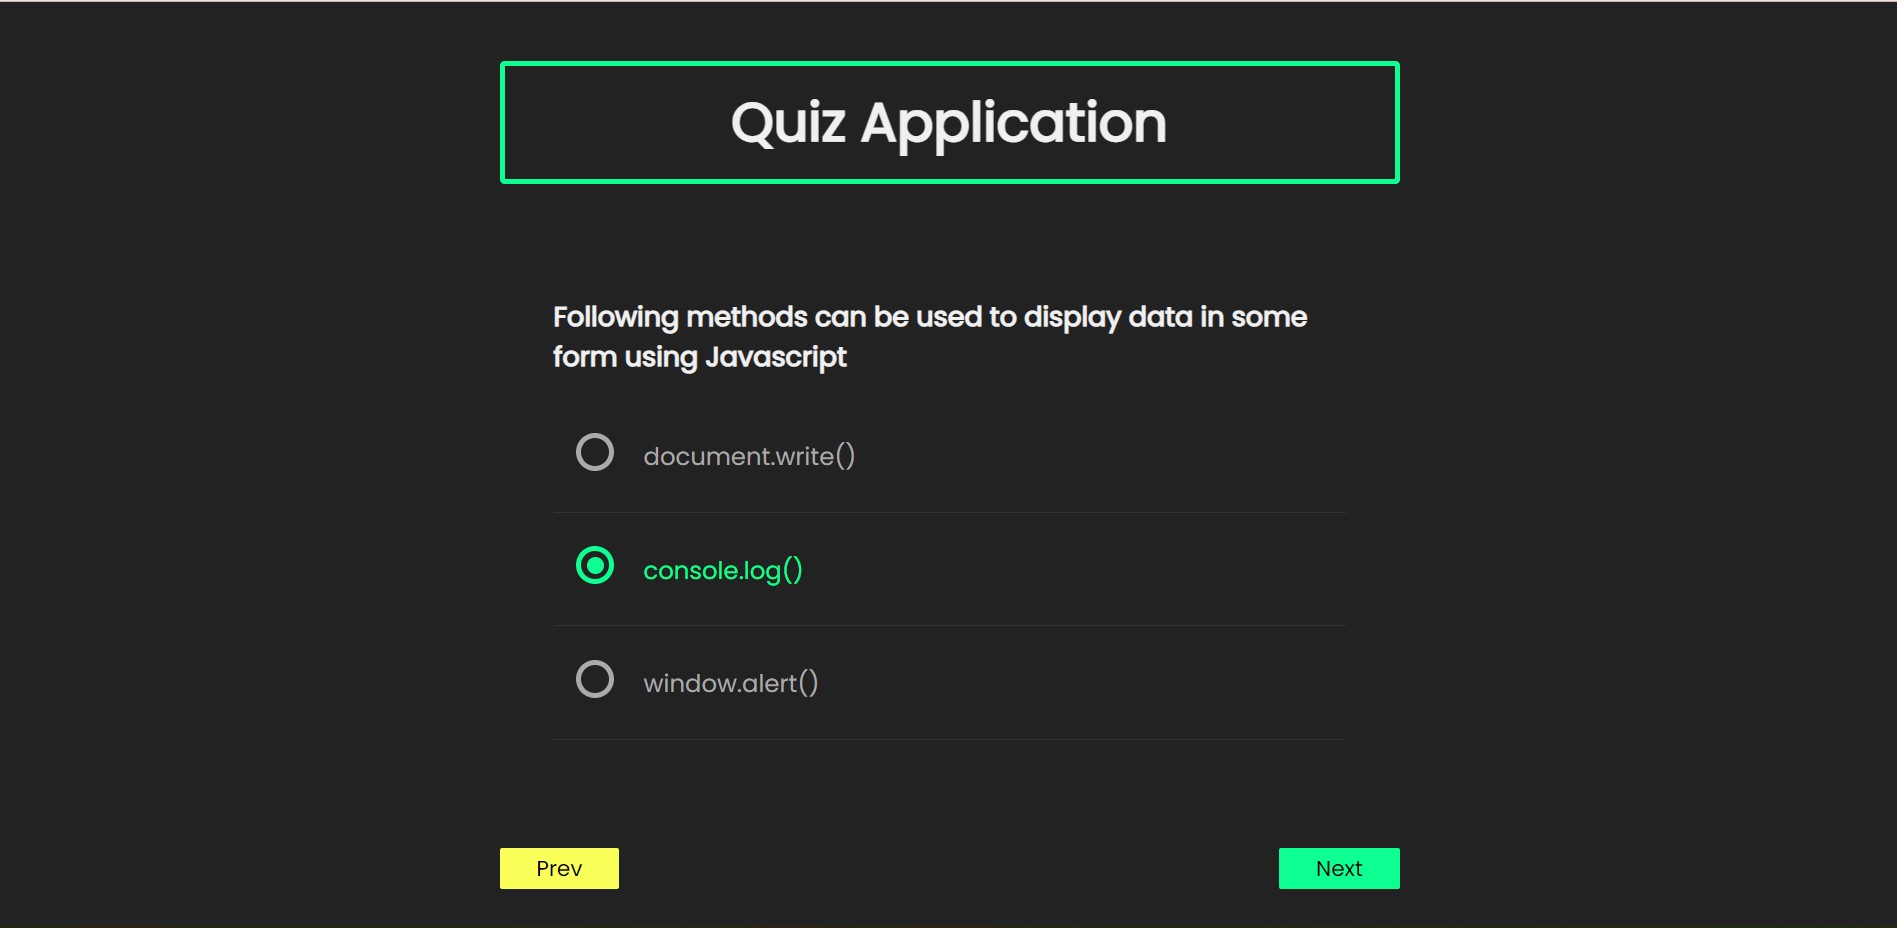 Quiz Application
Following methods can be used to display data in some
form using Javascript
document.write()
console.log()
window.alert()
Prev
Next